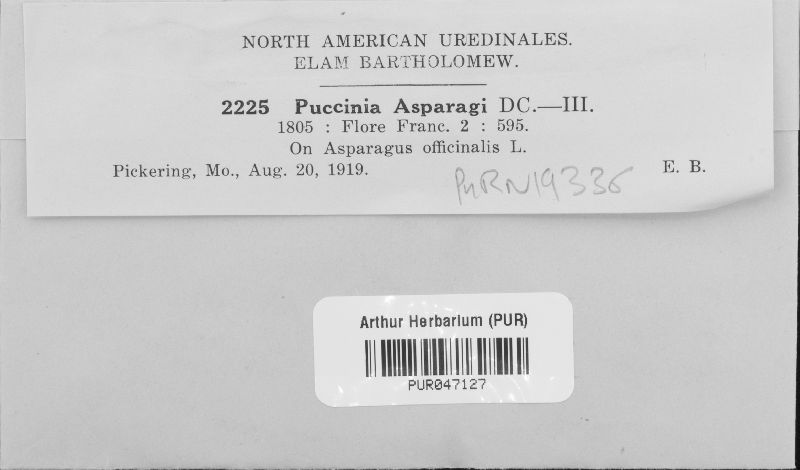 NORTH AMERICAN UREDINALES.
ELAM BARTHOLOMEW.
2225 Puccinia Asparagi DC.—III.
1805 : Flore Franc. 2 : 595.
On Asparagus officinalis L.
Pickering, Mo., Aug. 20, 1919. E. B.
PURN19336
Arthur Herbarium (PUR)
PUR047127